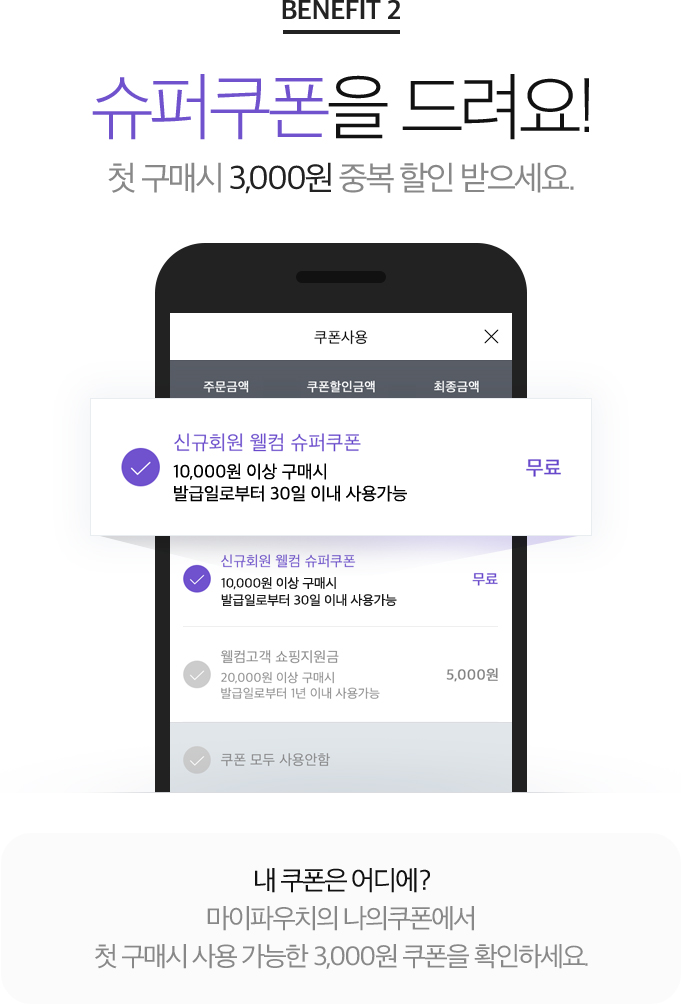 BENEFIT 2
슈퍼쿠폰을 드려요!
첫 구매시 3,000원 중복 할인 받으세요.
쿠폰사용
주문금액 쿠폰할인금액 최종금액
신규회원 웰컴 슈퍼쿠폰
10,000원 이상 구매시
발급일로부터 30일 이내 사용가능
무료
신규회원 웰컴 슈퍼쿠폰
10,000원 이상 구매시
발급일로부터 30일 이내 사용가능
무료
웰컴고객 쇼핑지원금
20,000원 이상 구매시
발급일로부터 1년 이내 사용가능
5,000원
쿠폰 모두 사용안함
내 쿠폰은 어디에?
마이파우치의 나의쿠폰에서
첫 구매시 사용 가능한 3,000원 쿠폰을 확인하세요.